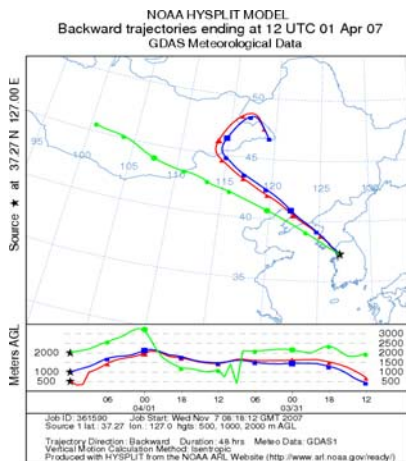 NOAA HYSPLIT MODEL
Backward trajectories ending at 12 UTC 01 Apr 07
GDAS Meteorological Data
Source ★ at 37.27 N 127.00 E
50
95
100
105
45
110
120
125
40
115
35
Meters AGL
3000
2500
2000
2000
1500
1000
1000
500
500
06 00 18 12 06 00 18 12
04/01 03/31
Job ID: 361590 Job Start: Wed Nov 7 06:16:12 GMT 2007
Source 1 lat.: 37.27 lon.: 127.0 hgts: 500, 1000, 2000 m AGL
Trajectory Direction: Backward Duration: 48 hrs Meteo Data: GDAS1
Vertical Motion Calculation Method: Isentropic
Produced with HYSPLIT from the NOAA ARL Website (http://www.arl.noaa.gov/ready/)